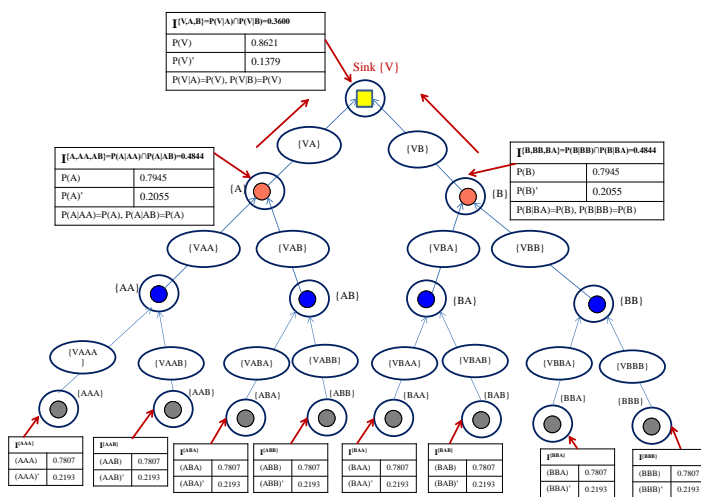 I{V,A,B}=P(V|A)∩P(V|B)=0.3600
P(V) 0.8621
P(V)' 0.1379
P(V|A)=P(V), P(V|B)=P(V)
Sink {V}
{VA}
{VB}
I{A,AA,AB}=P(A|AA)∩P(A|AB)=0.4844
P(A) 0.7945
P(A)' 0.2055
P(A|AA)=P(A), P(A|AB)=P(A)
I{B,BB,BA}=P(B|BB)∩P(B|BA)=0.4844
P(B) 0.7945
P(B)' 0.2055
P(B|BA)=P(B), P(B|BB)=P(B)
{A}
{B}
{VAA}
{VAB}
{VBA}
{VBB}
{AA}
{AB}
{BA}
{BB}
{VAAA
}
{VAAB}
{VABA}
{VABB}
{VBAA}
{VBAB}
{VBBA}
{VBBB}
{AAA}
{AAB}
{ABA}
{ABB}
{BAA}
{BAB}
{BBA}
{BBB}
I{AAA}
(AAA) 0.7807
(AAA)' 0.2193
I{AAB}
(AAB) 0.7807
(AAB)' 0.2193
I{ABA}
(ABA) 0.7807
(ABA)' 0.2193
I{ABB}
(ABB) 0.7807
(ABB)' 0.2193
I{BAA}
(BAA) 0.7807
(BAA)' 0.2193
I{BAB}
(BAB) 0.7807
(BAB)' 0.2193
I{BBA}
(BBA) 0.7807
(BBA)' 0.2193
I{BBB}
(BBB) 0.7807
(BBB)' 0.2193